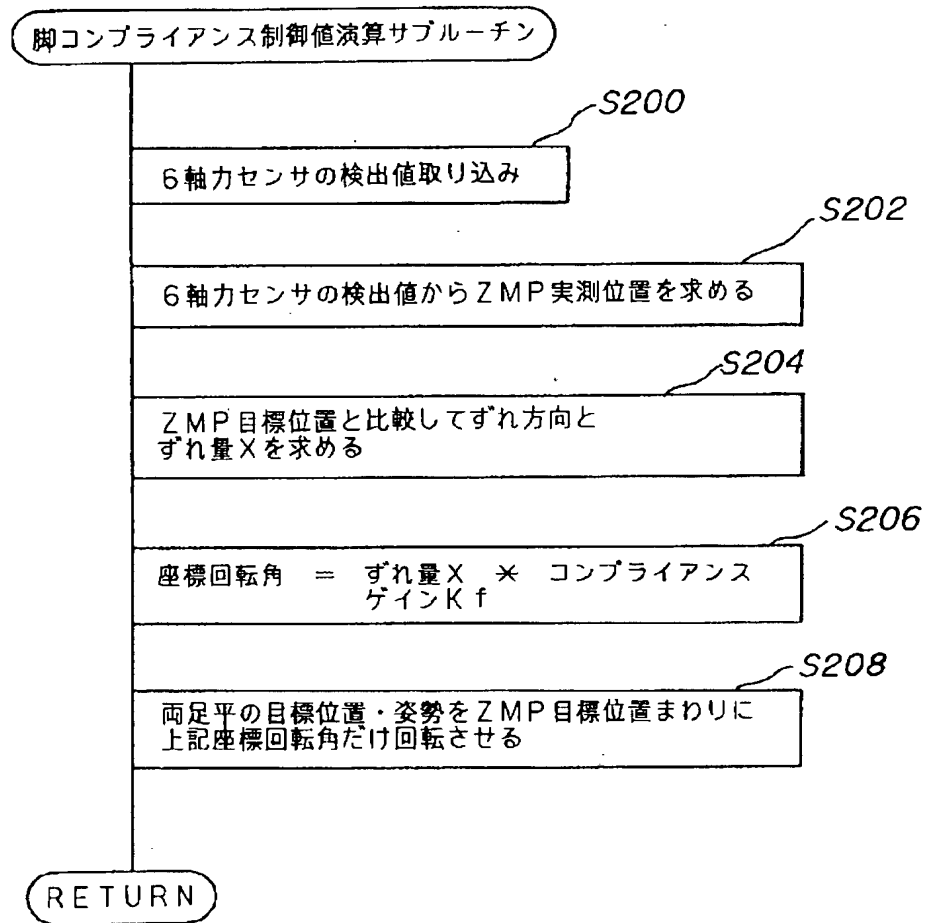 脚コンプライアンス制御値演算サブルーチン
S200
6軸力センサの検出値取り込み
S202
6軸力センサの検出値からZMP実測位置を求める
S204
ZMP目標位置と比較してずれ方向と
ずれ量Xを求める
S206
座標回転角 = ずれ量X * コンプライアンス
ゲインKf
S208
両足平の目標位置・姿勢をZMP目標位置まわりに
上記座標回転角だけ回転させる
RETURN